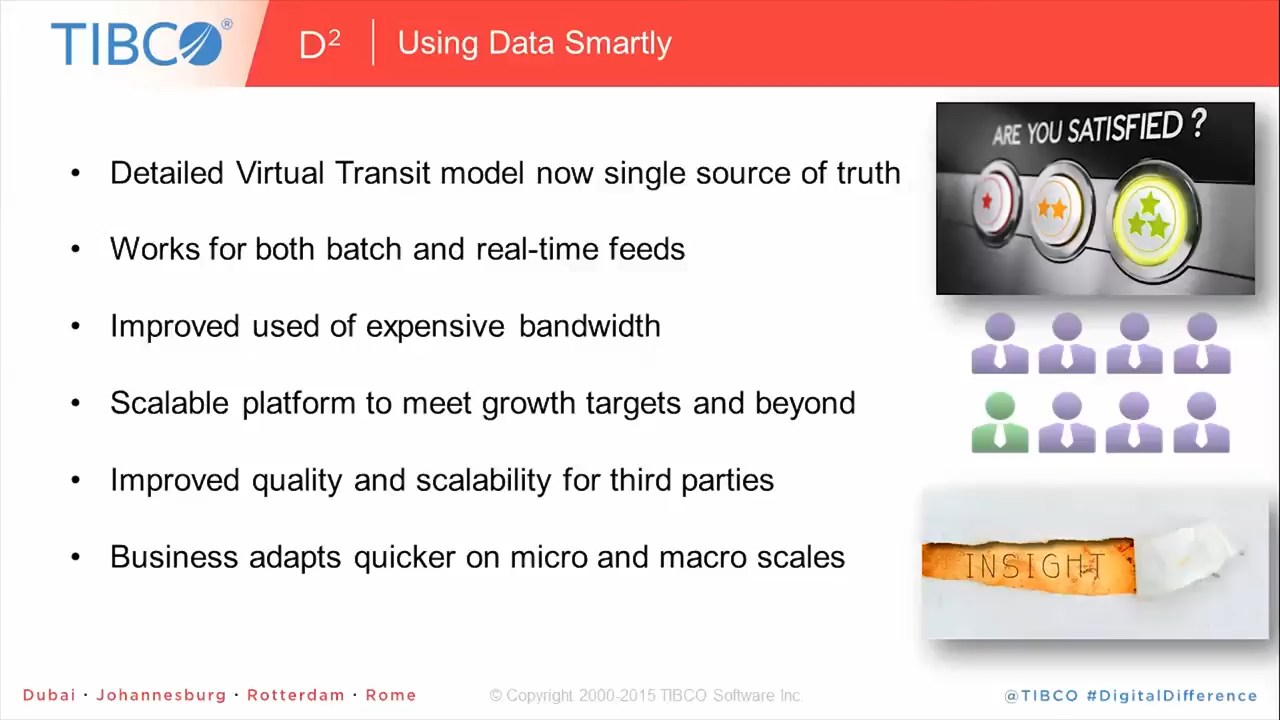 TIBCO®
D² Using Data Smartly
• Detailed Virtual Transit model now single source of truth
• Works for both batch and real-time feeds
• Improved used of expensive bandwidth
• Scalable platform to meet growth targets and beyond
• Improved quality and scalability for third parties
• Business adapts quicker on micro and macro scales
ARE YOU SATISFIED ?
INSIGHT
Dubai · Johannesburg · Rotterdam · Rome
© Copyright 2000-2015 TIBCO Software Inc.
@TIBCO #DigitalDifference